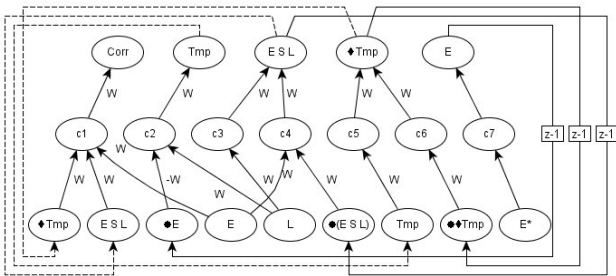 Corr Tmp E S L ♦Tmp E
W W W W W W
c1 c2 c3 c4 c5 c6 c7 z-1 z-1 z-1
W
W W -W W W W W W
♦Tmp E S L ●E E L ●(E S L) Tmp ●♦Tmp E*